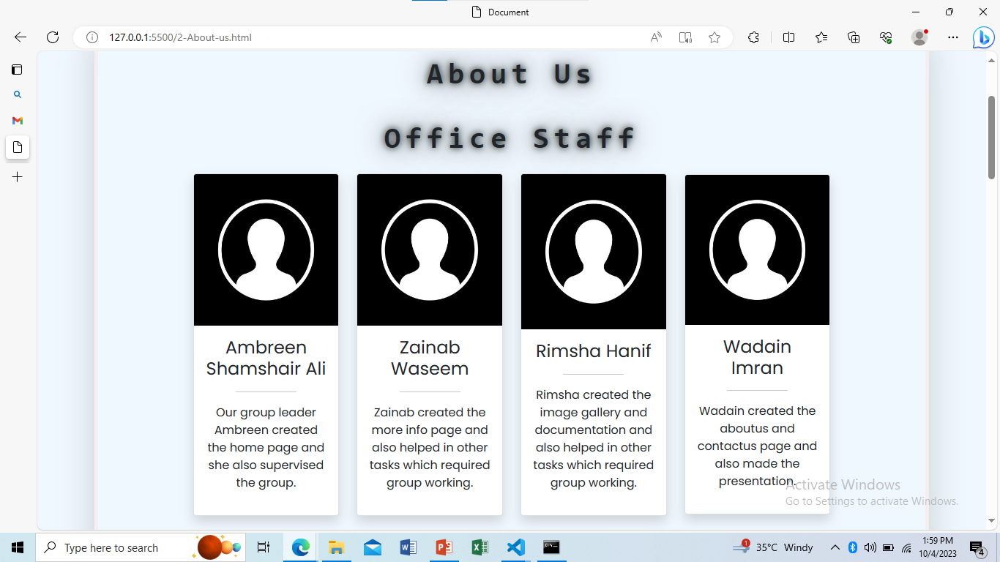 Document
127.0.0.1:5500/2-About-us.html
About Us
Office Staff
Ambreen
Shamshair Ali
Our group leader
Ambreen created
the home page and
she also supervised
the group.
Zainab
Waseem
Zainab created the
more info page and
also helped in other
tasks which required
group working.
Rimsha Hanif
Rimsha created the
image gallery and
documentation and
also helped in other
tasks which required
group working.
Wadain
Imran
Wadain created the
aboutus and
contactus page and
also made the
presentation.
Activate Windows
Go to Settings to activate Windows.
Type here to search
1
35°C Windy
1:59 PM
10/4/2023
4